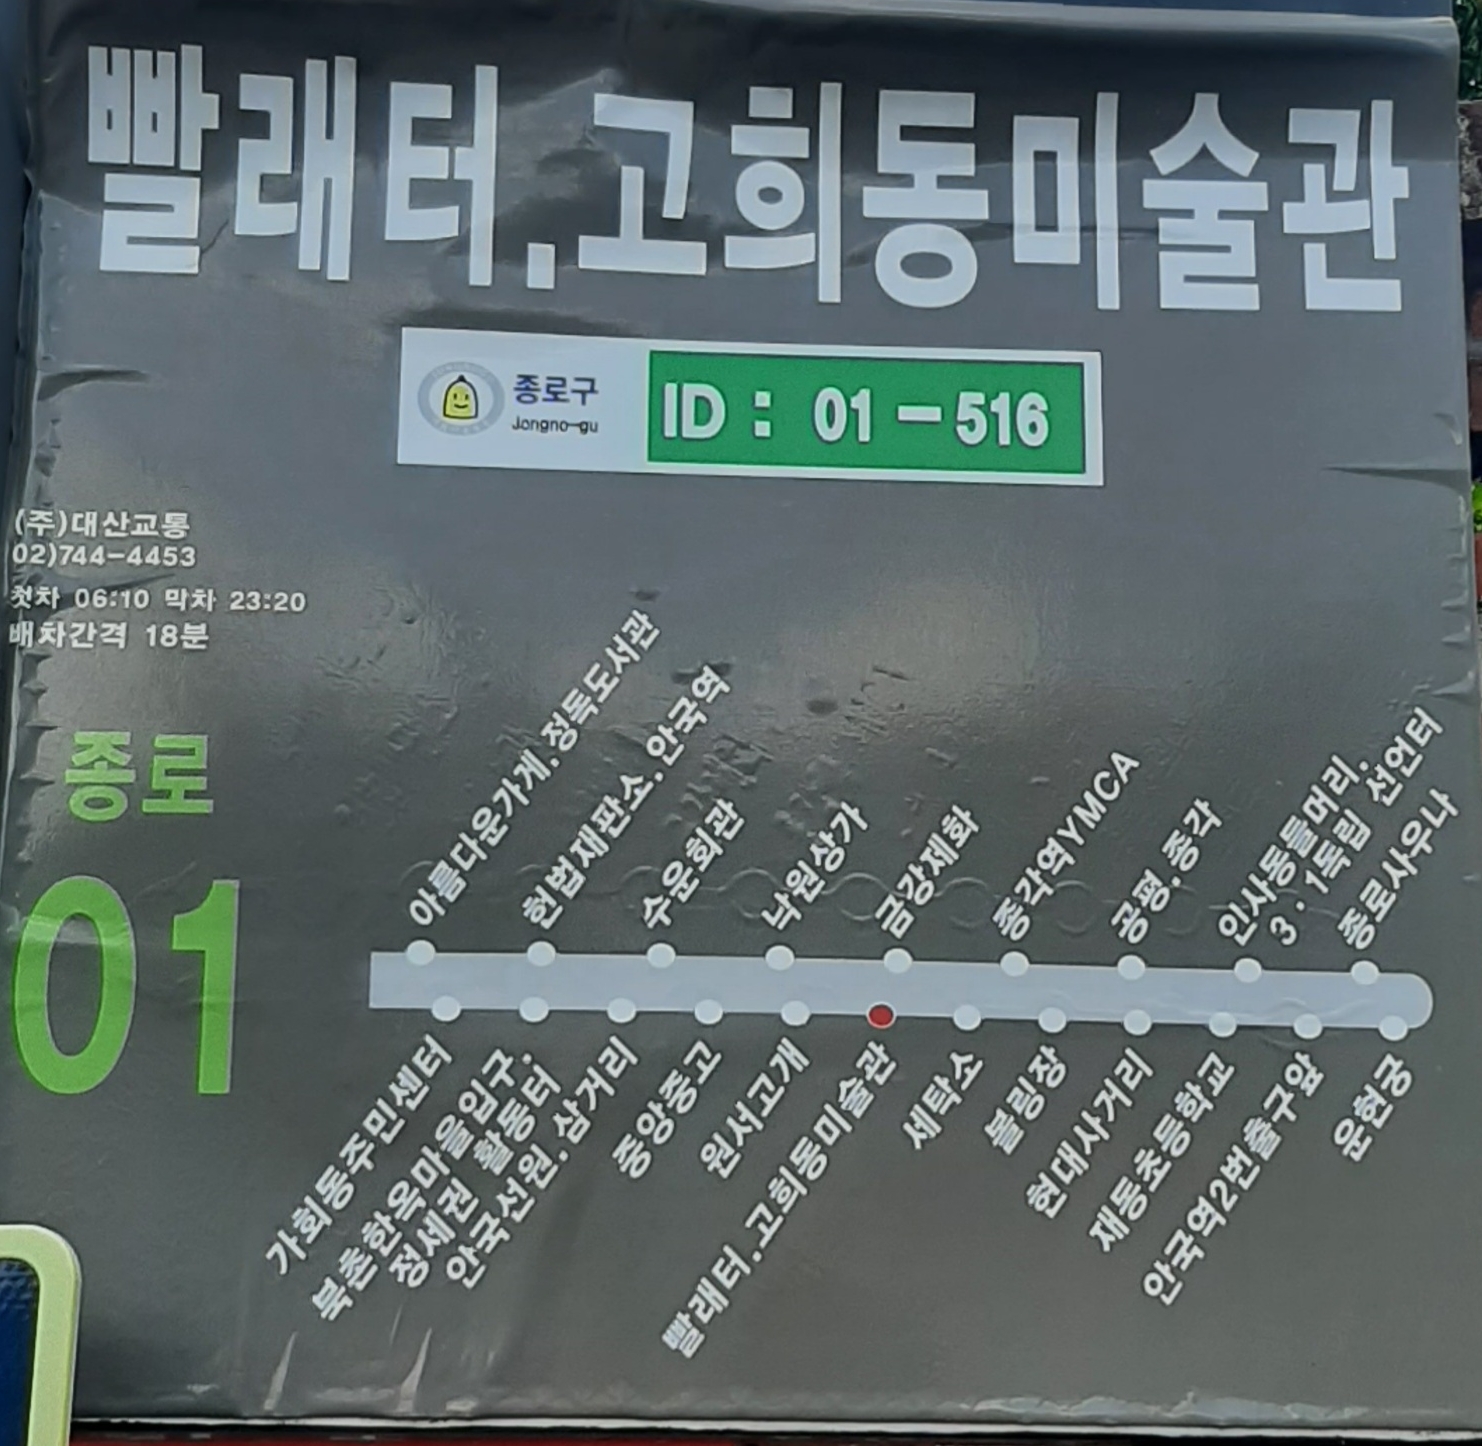 빨래터.고희동미술관
종로구
Jongno-gu
ID : 01-516
(주)대산교통
02)744-4453
첫차 06:10 막차 23:20
배차간격 18분
종로
01
아름다운가게.정독도서관
헌법재판소.안국역
수운회관
낙원상가
금강제화
종각역YMCA
공평.종각
인사동들머리.
3·1독립 선언터
종로사우나
가회동주민센터
북촌한옥마을입구.
정세권 활동터
안국선원.삼거리
중앙중고
원서고개
빨래터.고희동미술관
세탁소
볼링장
현대사거리
재동초등학교
안국역2번출구앞
운현궁